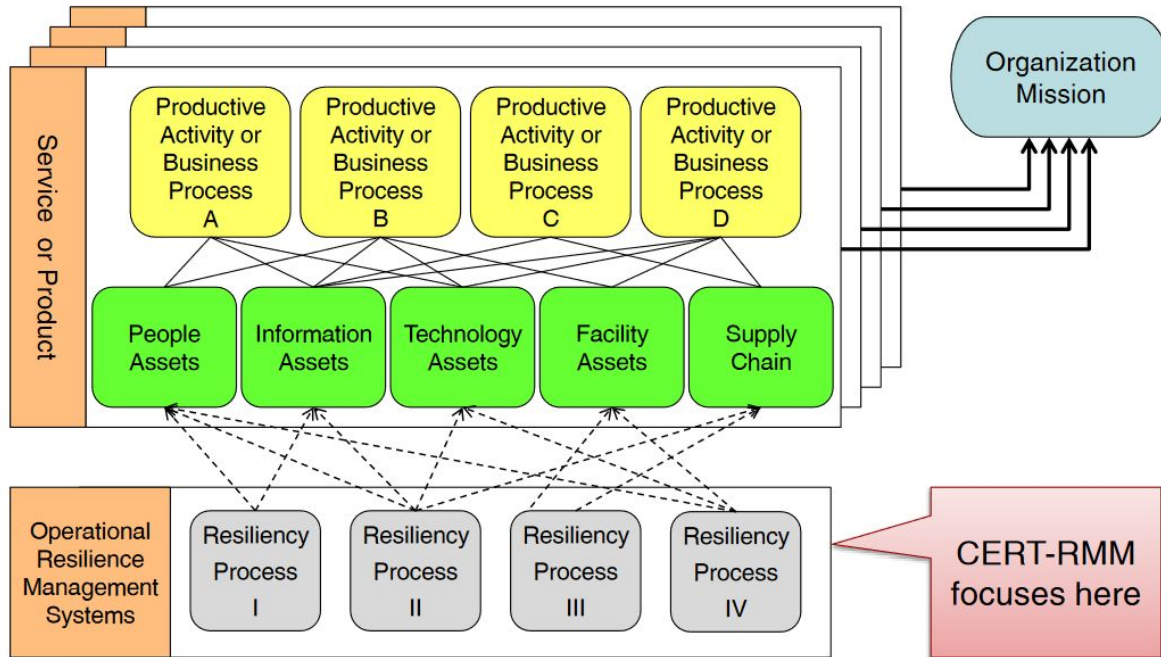 Service or Product
Productive
Activity or
Business
Process
A
Productive
Activity or
Business
Process
B
Productive
Activity or
Business
Process
C
Productive
Activity or
Business
Process
D
Organization
Mission
People
Assets
Information
Assets
Technology
Assets
Facility
Assets
Supply
Chain
Operational
Resilience
Management
Systems
Resiliency
Process
I
Resiliency
Process
II
Resiliency
Process
III
Resiliency
Process
IV
CERT-RMM
focuses here